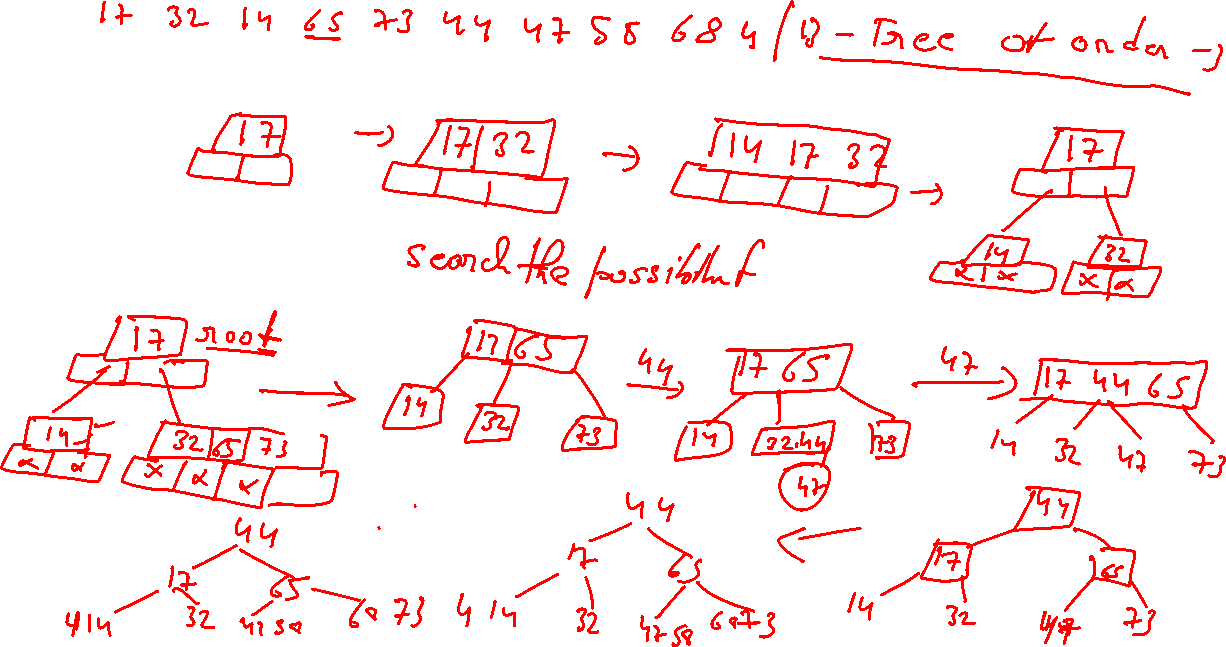 17 32 14 65 73 44 47 58 68 4 / B - Tree of order -3
17 → 17 32 → 14 17 32 → 17
14 32
x x x x
search the
17 root
14 32 65 73
x x x x x
17 65
14 32 73
44
17 65
14 32 44 73
47
47
17 44 65
14 32 47 73
44
17 65
4 14 32 47 58 68 73
44
17 65
4 14 32 47 58 68 73
44
17 65
14 32 47 73